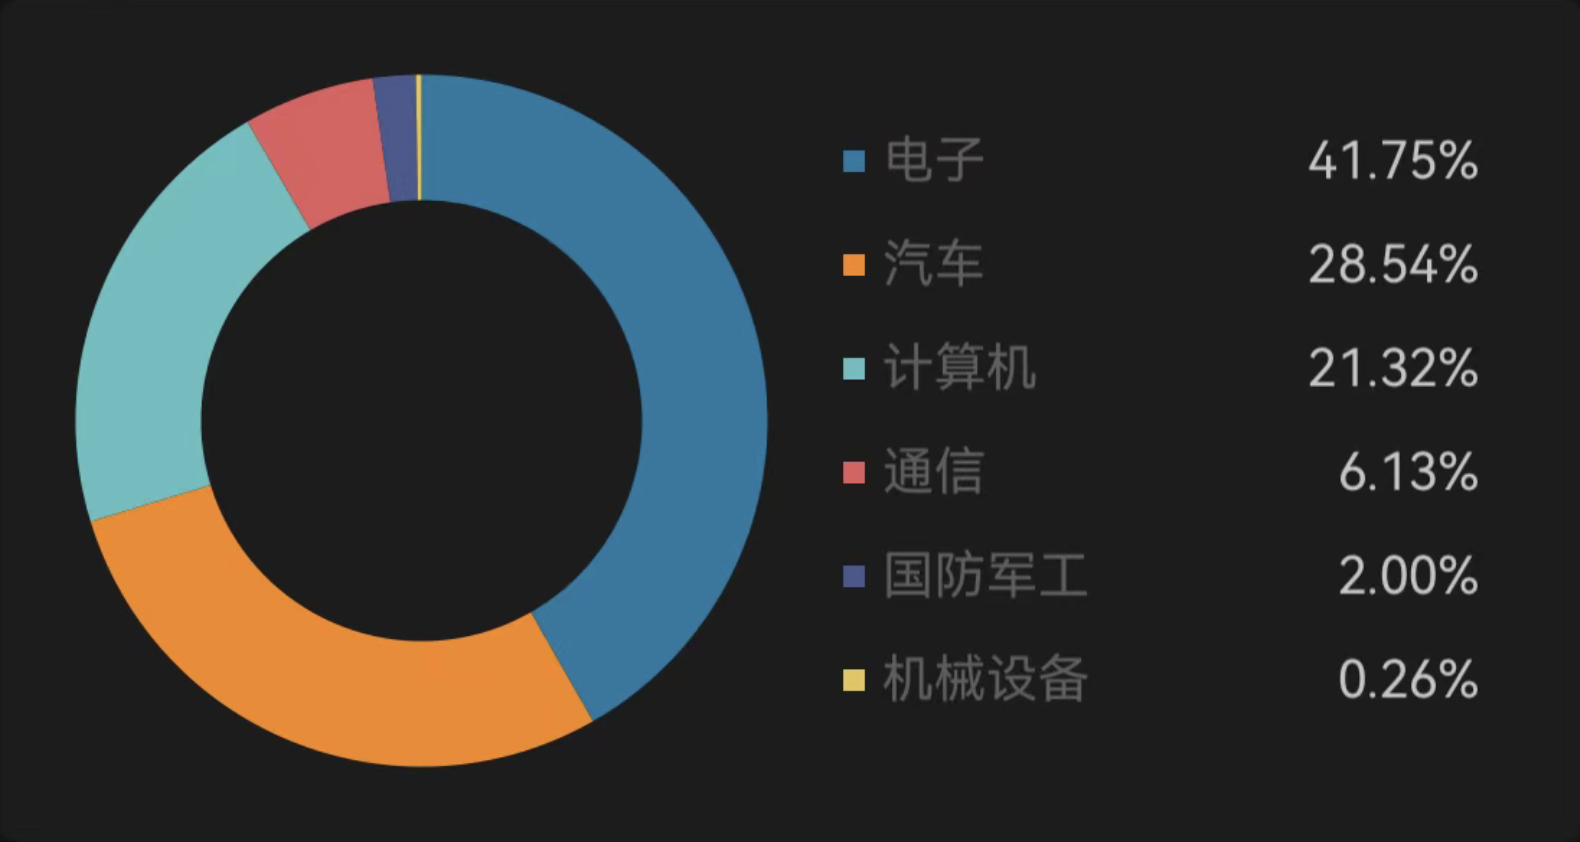 电子 41.75%
汽车 28.54%
计算机 21.32%
通信 6.13%
国防军工 2.00%
机械设备 0.26%